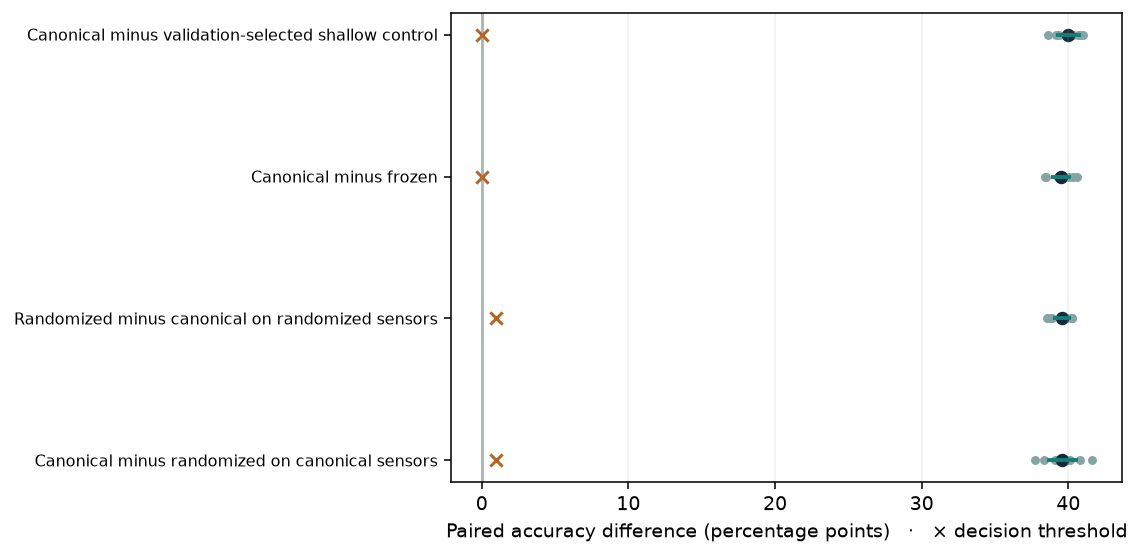 Canonical minus validation-selected shallow control
Canonical minus frozen
Randomized minus canonical on randomized sensors
Canonical minus randomized on canonical sensors
0 10 20 30 40
Paired accuracy difference (percentage points) · × decision threshold